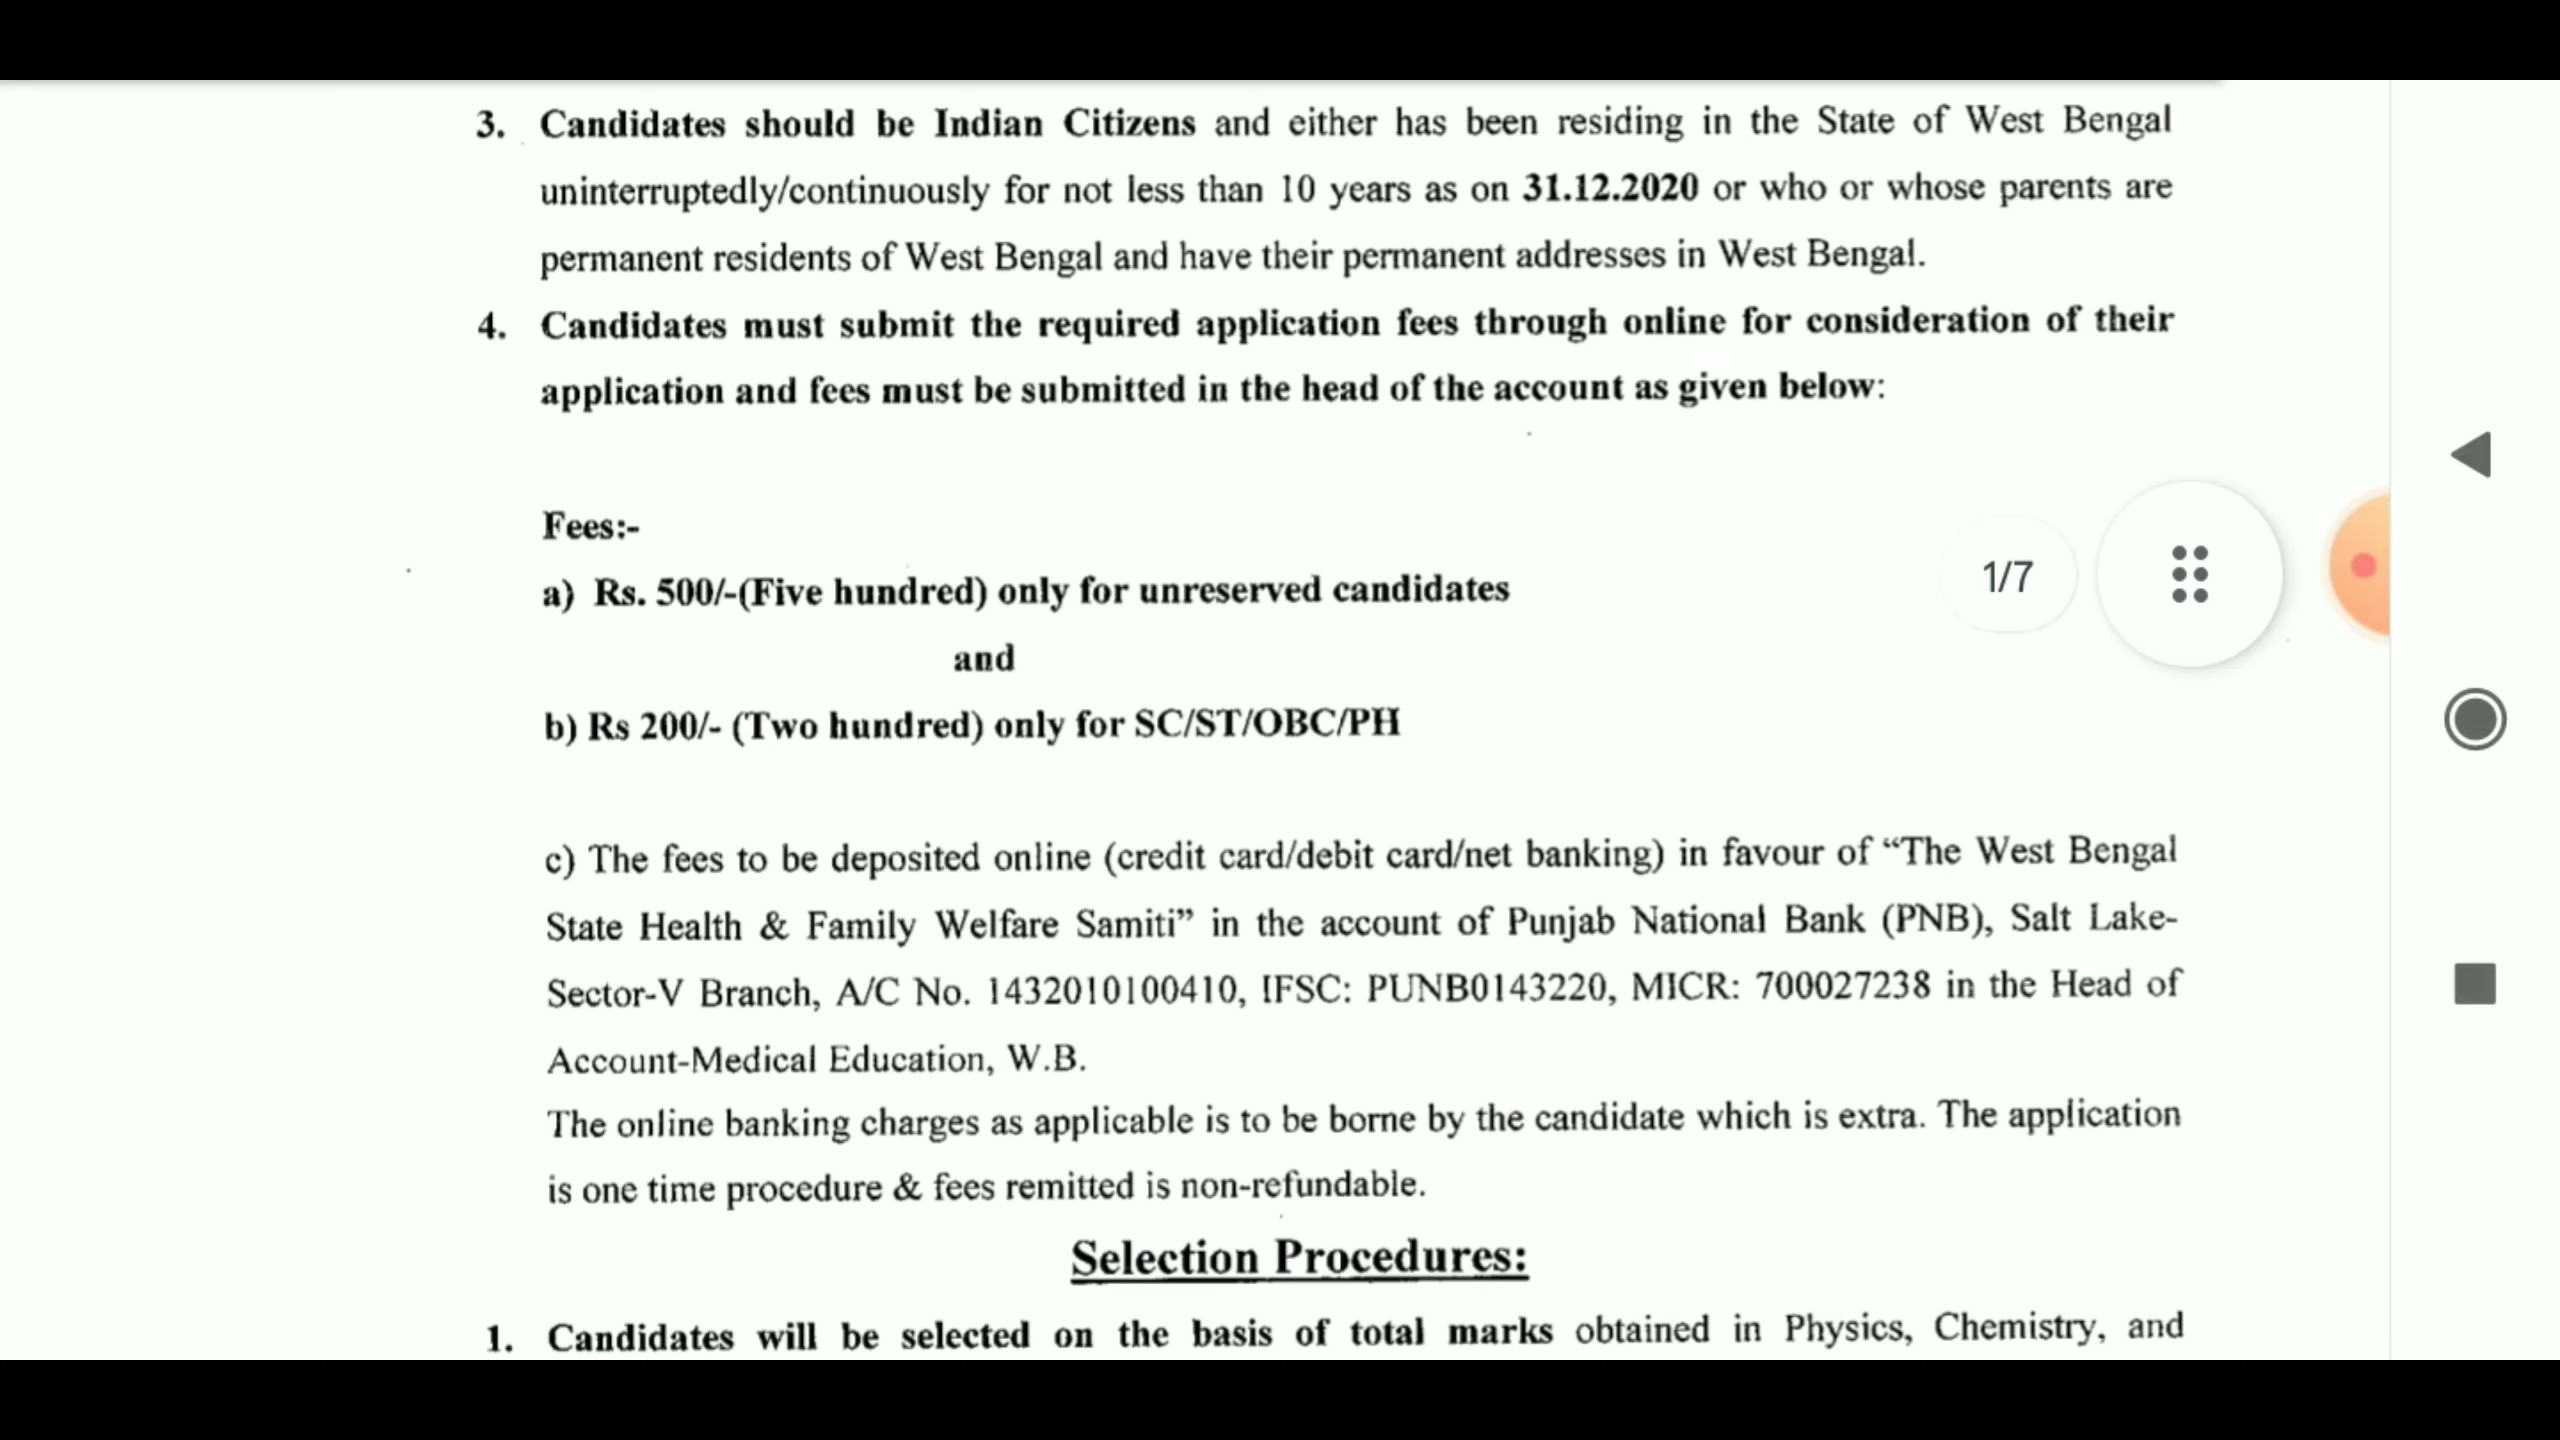 3. Candidates should be Indian Citizens and either has been residing in the State of West Bengal
uninterruptedly/continuously for not less than 10 years as on 31.12.2020 or who or whose parents are
permanent residents of West Bengal and have their permanent addresses in West Bengal.
4. Candidates must submit the required application fees through online for consideration of their
application and fees must be submitted in the head of the account as given below:
Fees:-
a) Rs. 500/-(Five hundred) only for unreserved candidates
1/7
and
b) Rs 200/- (Two hundred) only for SC/ST/OBC/PH
c) The fees to be deposited online (credit card/debit card/net banking) in favour of “The West Bengal
State Health & Family Welfare Samiti” in the account of Punjab National Bank (PNB), Salt Lake-
Sector-V Branch, A/C No. 1432010100410, IFSC: PUNB0143220, MICR: 700027238 in the Head of
Account-Medical Education, W.B.
The online banking charges as applicable is to be borne by the candidate which is extra. The application
is one time procedure & fees remitted is non-refundable.
Selection Procedures:
1. Candidates will be selected on the basis of total marks obtained in Physics, Chemistry, and